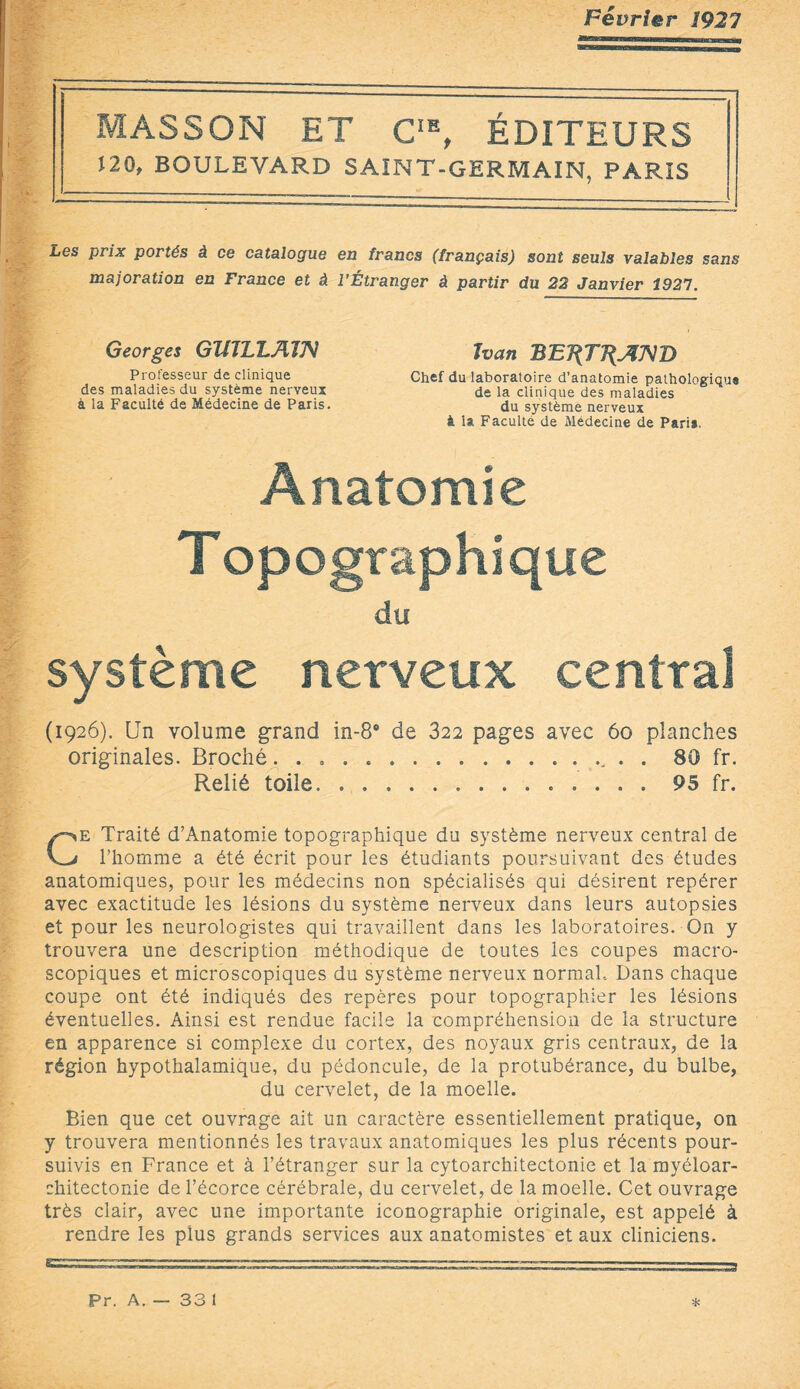 Février 1927
MASSON ET CIE, ÉDITEURS
120, BOULEVARD SAINT-GERMAIN, PARIS
Les prix portés à ce catalogue en francs (français) sont seuls valables sans
majoration en France et à l'Étranger à partir du 22 Janvier 1927.
Georges GUILLAIN
Professeur de clinique
des maladies du système nerveux
à la Faculté de Médecine de Paris.
Ivan BERTRAND
Chef du laboratoire d'anatomie pathologique
de la clinique des maladies
du système nerveux
à la Faculté de Médecine de Paris.
Anatomie
Topographique
du
système nerveux central
(1926). Un volume grand in-8° de 322 pages avec 60 planches
originales. Broché. . . . . . . . . . . . . . . . . . . 80 fr.
Relié toile. . . . . . . . . . . . . . . . . 95 fr.
CE Traité d'Anatomie topographique du système nerveux central de
l'homme a été écrit pour les étudiants poursuivant des études
anatomiques, pour les médecins non spécialisés qui désirent repérer
avec exactitude les lésions du système nerveux dans leurs autopsies
et pour les neurologistes qui travaillent dans les laboratoires. On y
trouvera une description méthodique de toutes les coupes macro-
scopiques et microscopiques du système nerveux normal. Dans chaque
coupe ont été indiqués des repères pour topographier les lésions
éventuelles. Ainsi est rendue facile la compréhension de la structure
en apparence si complexe du cortex, des noyaux gris centraux, de la
région hypothalamique, du pédoncule, de la protubérance, du bulbe,
du cervelet, de la moelle.
Bien que cet ouvrage ait un caractère essentiellement pratique, on
y trouvera mentionnés les travaux anatomiques les plus récents pour-
suivis en France et à l'étranger sur la cytoarchitectonie et la myéloar-
chitectonie de l'écorce cérébrale, du cervelet, de la moelle. Cet ouvrage
très clair, avec une importante iconographie originale, est appelé à
rendre les plus grands services aux anatomistes et aux cliniciens.
Pr. A. — 331 *